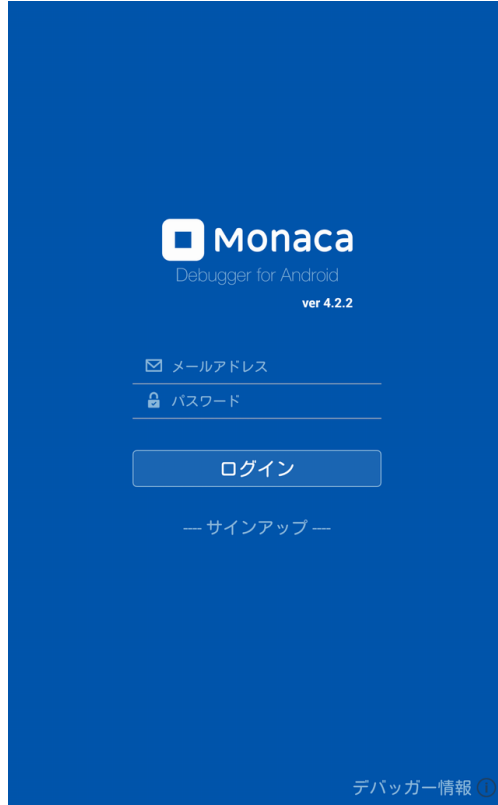 Monaca
Debugger for Android
ver 4.2.2
メールアドレス
パスワード
ログイン
---- サインアップ ----
デバッガー情報